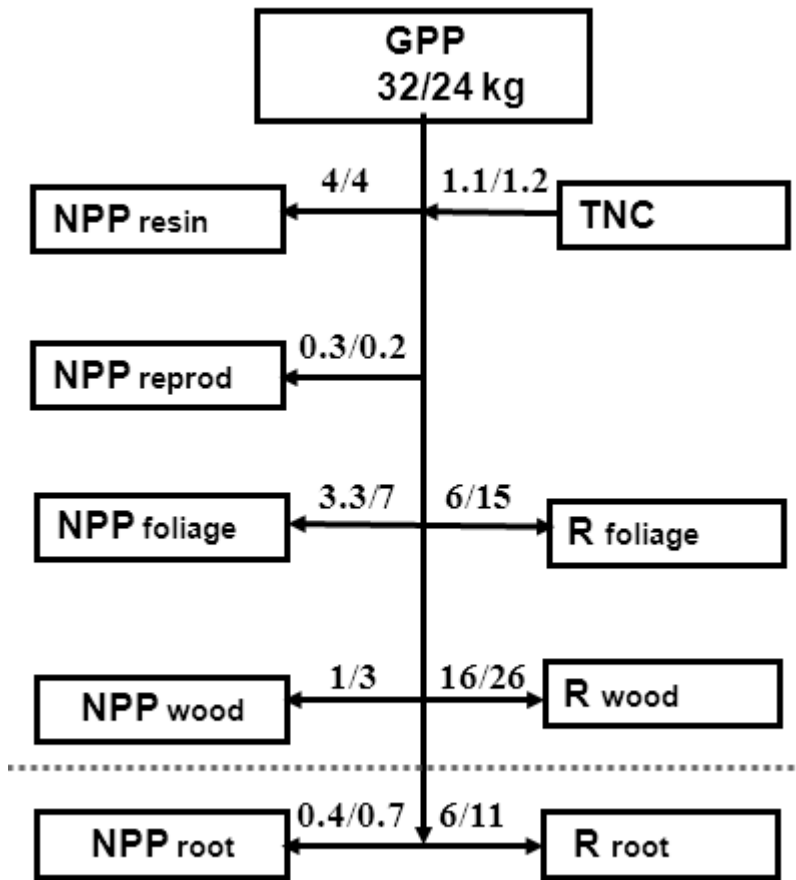 GPP
32/24 kg
4/4
1.1/1.2
NPP resin
TNC
0.3/0.2
NPP reprod
3.3/7
6/15
NPP foliage
R foliage
1/3
16/26
NPP wood
R wood
0.4/0.7
6/11
NPP root
R root